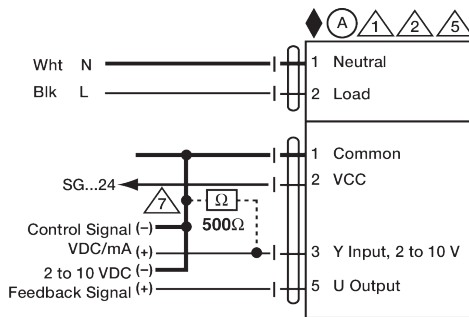 A 1 2 5
Wht N 1 Neutral
Blk L 2 Load
1 Common
SG...24 2 VCC
7 Ω
Control Signal (–) 500Ω
VDC/mA (+) 3 Y Input, 2 to 10 V
2 to 10 VDC (–)
Feedback Signal (+) 5 U Output